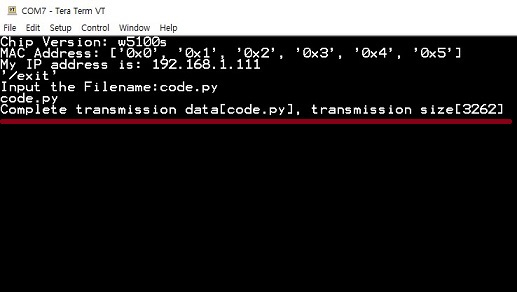 COM7 - Tera Term VT
File Edit Setup Control Window Help
Chip Version: w5100s
MAC Address: ['0x0', '0x1', '0x2', '0x3', '0x4', '0x5']
My IP address is: 192.168.1.111
'/exit'
Input the Filename:code.py
code.py
Complete transmission data[code.py], transmission size[3262]